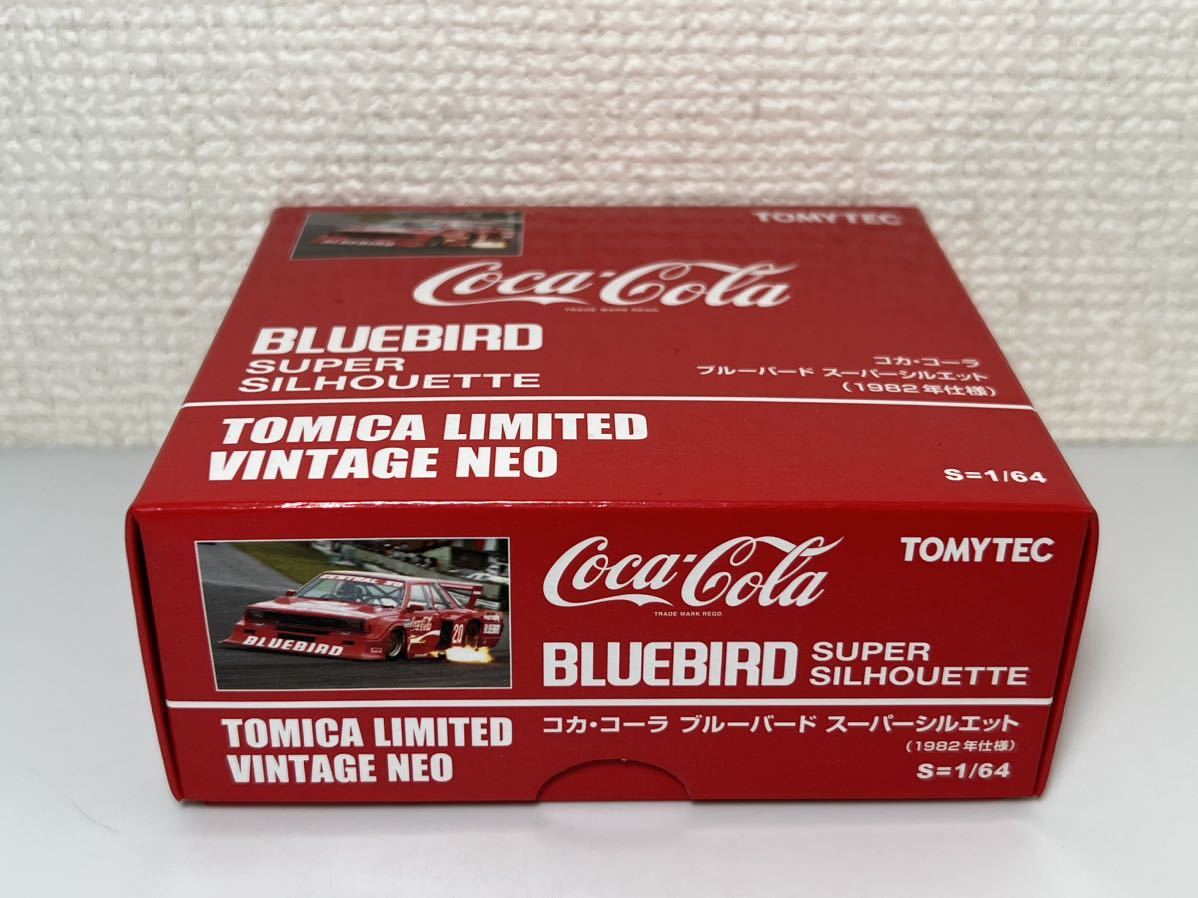 BLUEBIRD
TOMYTEC
Coca-Cola
TRADE MARK REGD.
BLUEBIRD
SUPER
SILHOUETTE
コカ・コーラ
ブルーバード スーパーシルエット
(1982年仕様)
TOMICA LIMITED
VINTAGE NEO
S=1/64
BLUEBIRD
Coca-Cola
20
Coca-Cola
TRADE MARK REGD.
TOMYTEC
BLUEBIRD SUPER
SILHOUETTE
TOMICA LIMITED
VINTAGE NEO
コカ・コーラ ブルーバード スーパーシルエット
(1982年仕様)
S=1/64